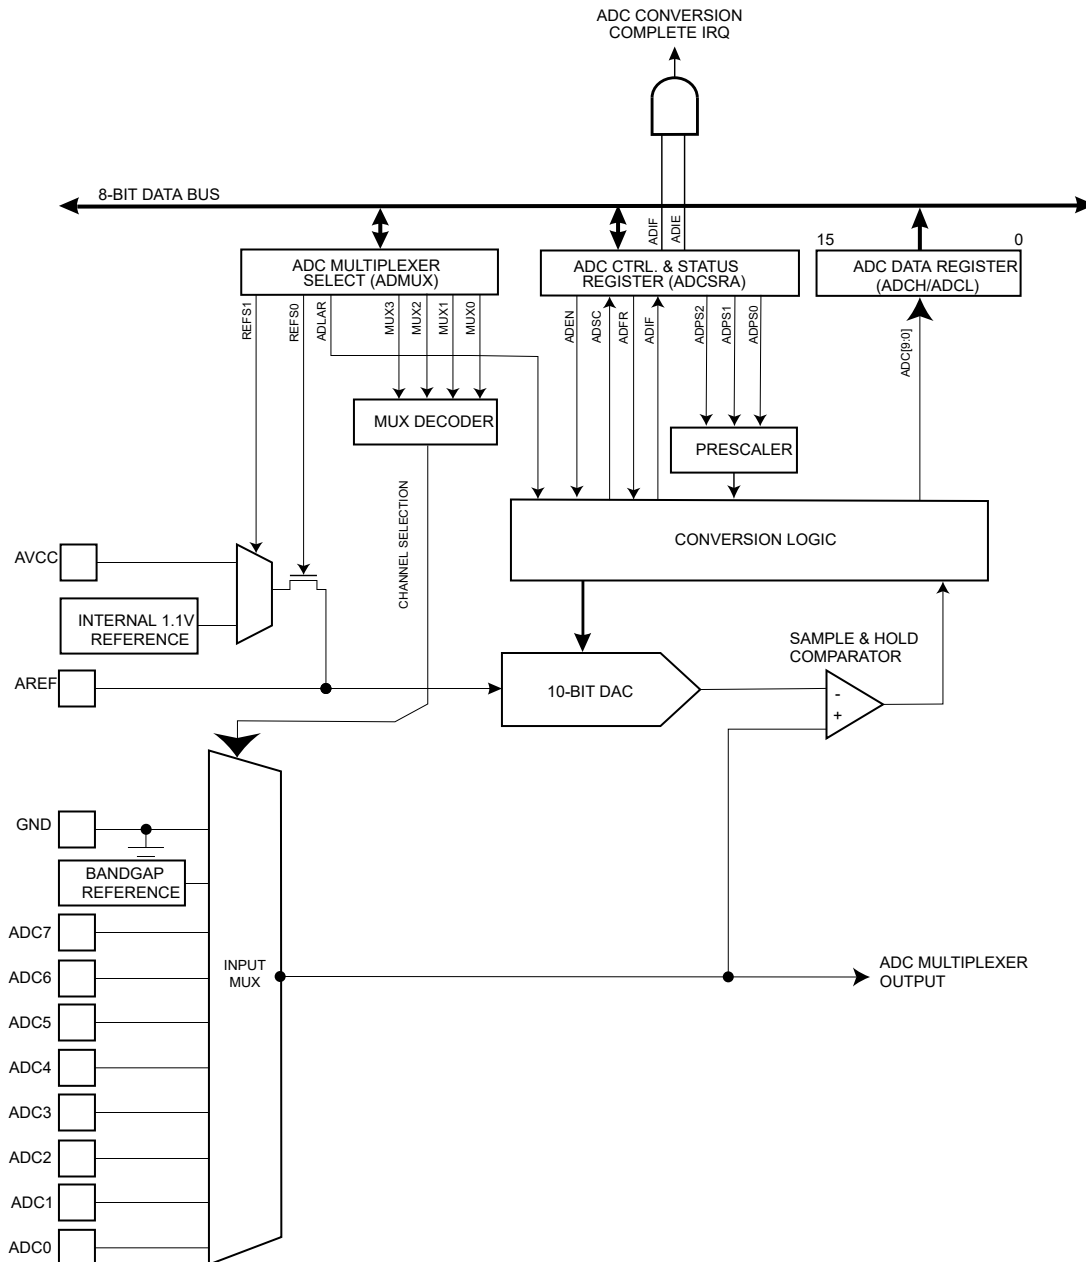 ADC CONVERSION
COMPLETE IRQ
8-BIT DATA BUS
ADIF
ADIE
15
0
ADC MULTIPLEXER
SELECT (ADMUX)
ADC CTRL. & STATUS
REGISTER (ADCSRA)
ADC DATA REGISTER
(ADCH/ADCL)
REFS1
REFS0
ADLAR
MUX3
MUX2
MUX1
MUX0
ADEN
ADSC
ADFR
ADIF
ADPS2
ADPS1
ADPS0
ADC[9:0]
MUX DECODER
PRESCALER
CHANNEL SELECTION
CONVERSION LOGIC
AVCC
INTERNAL 1.1V
REFERENCE
SAMPLE & HOLD
COMPARATOR
AREF
10-BIT DAC
-
+
GND
BANDGAP
REFERENCE
ADC7
ADC6
INPUT
MUX
ADC MULTIPLEXER
OUTPUT
ADC5
ADC4
ADC3
ADC2
ADC1
ADC0